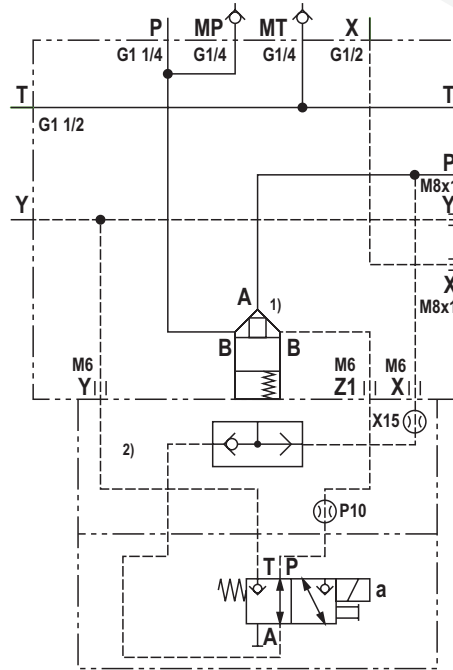 P MP MT X
G1 1/4 G1/4 G1/4 G1/2
T T
G1 1/2
P
M8x1
Y Y
X
M8x1
A 1)
B B
M6 M6 M6
Y Z1 X
X15
2)
P10
T P
a
A